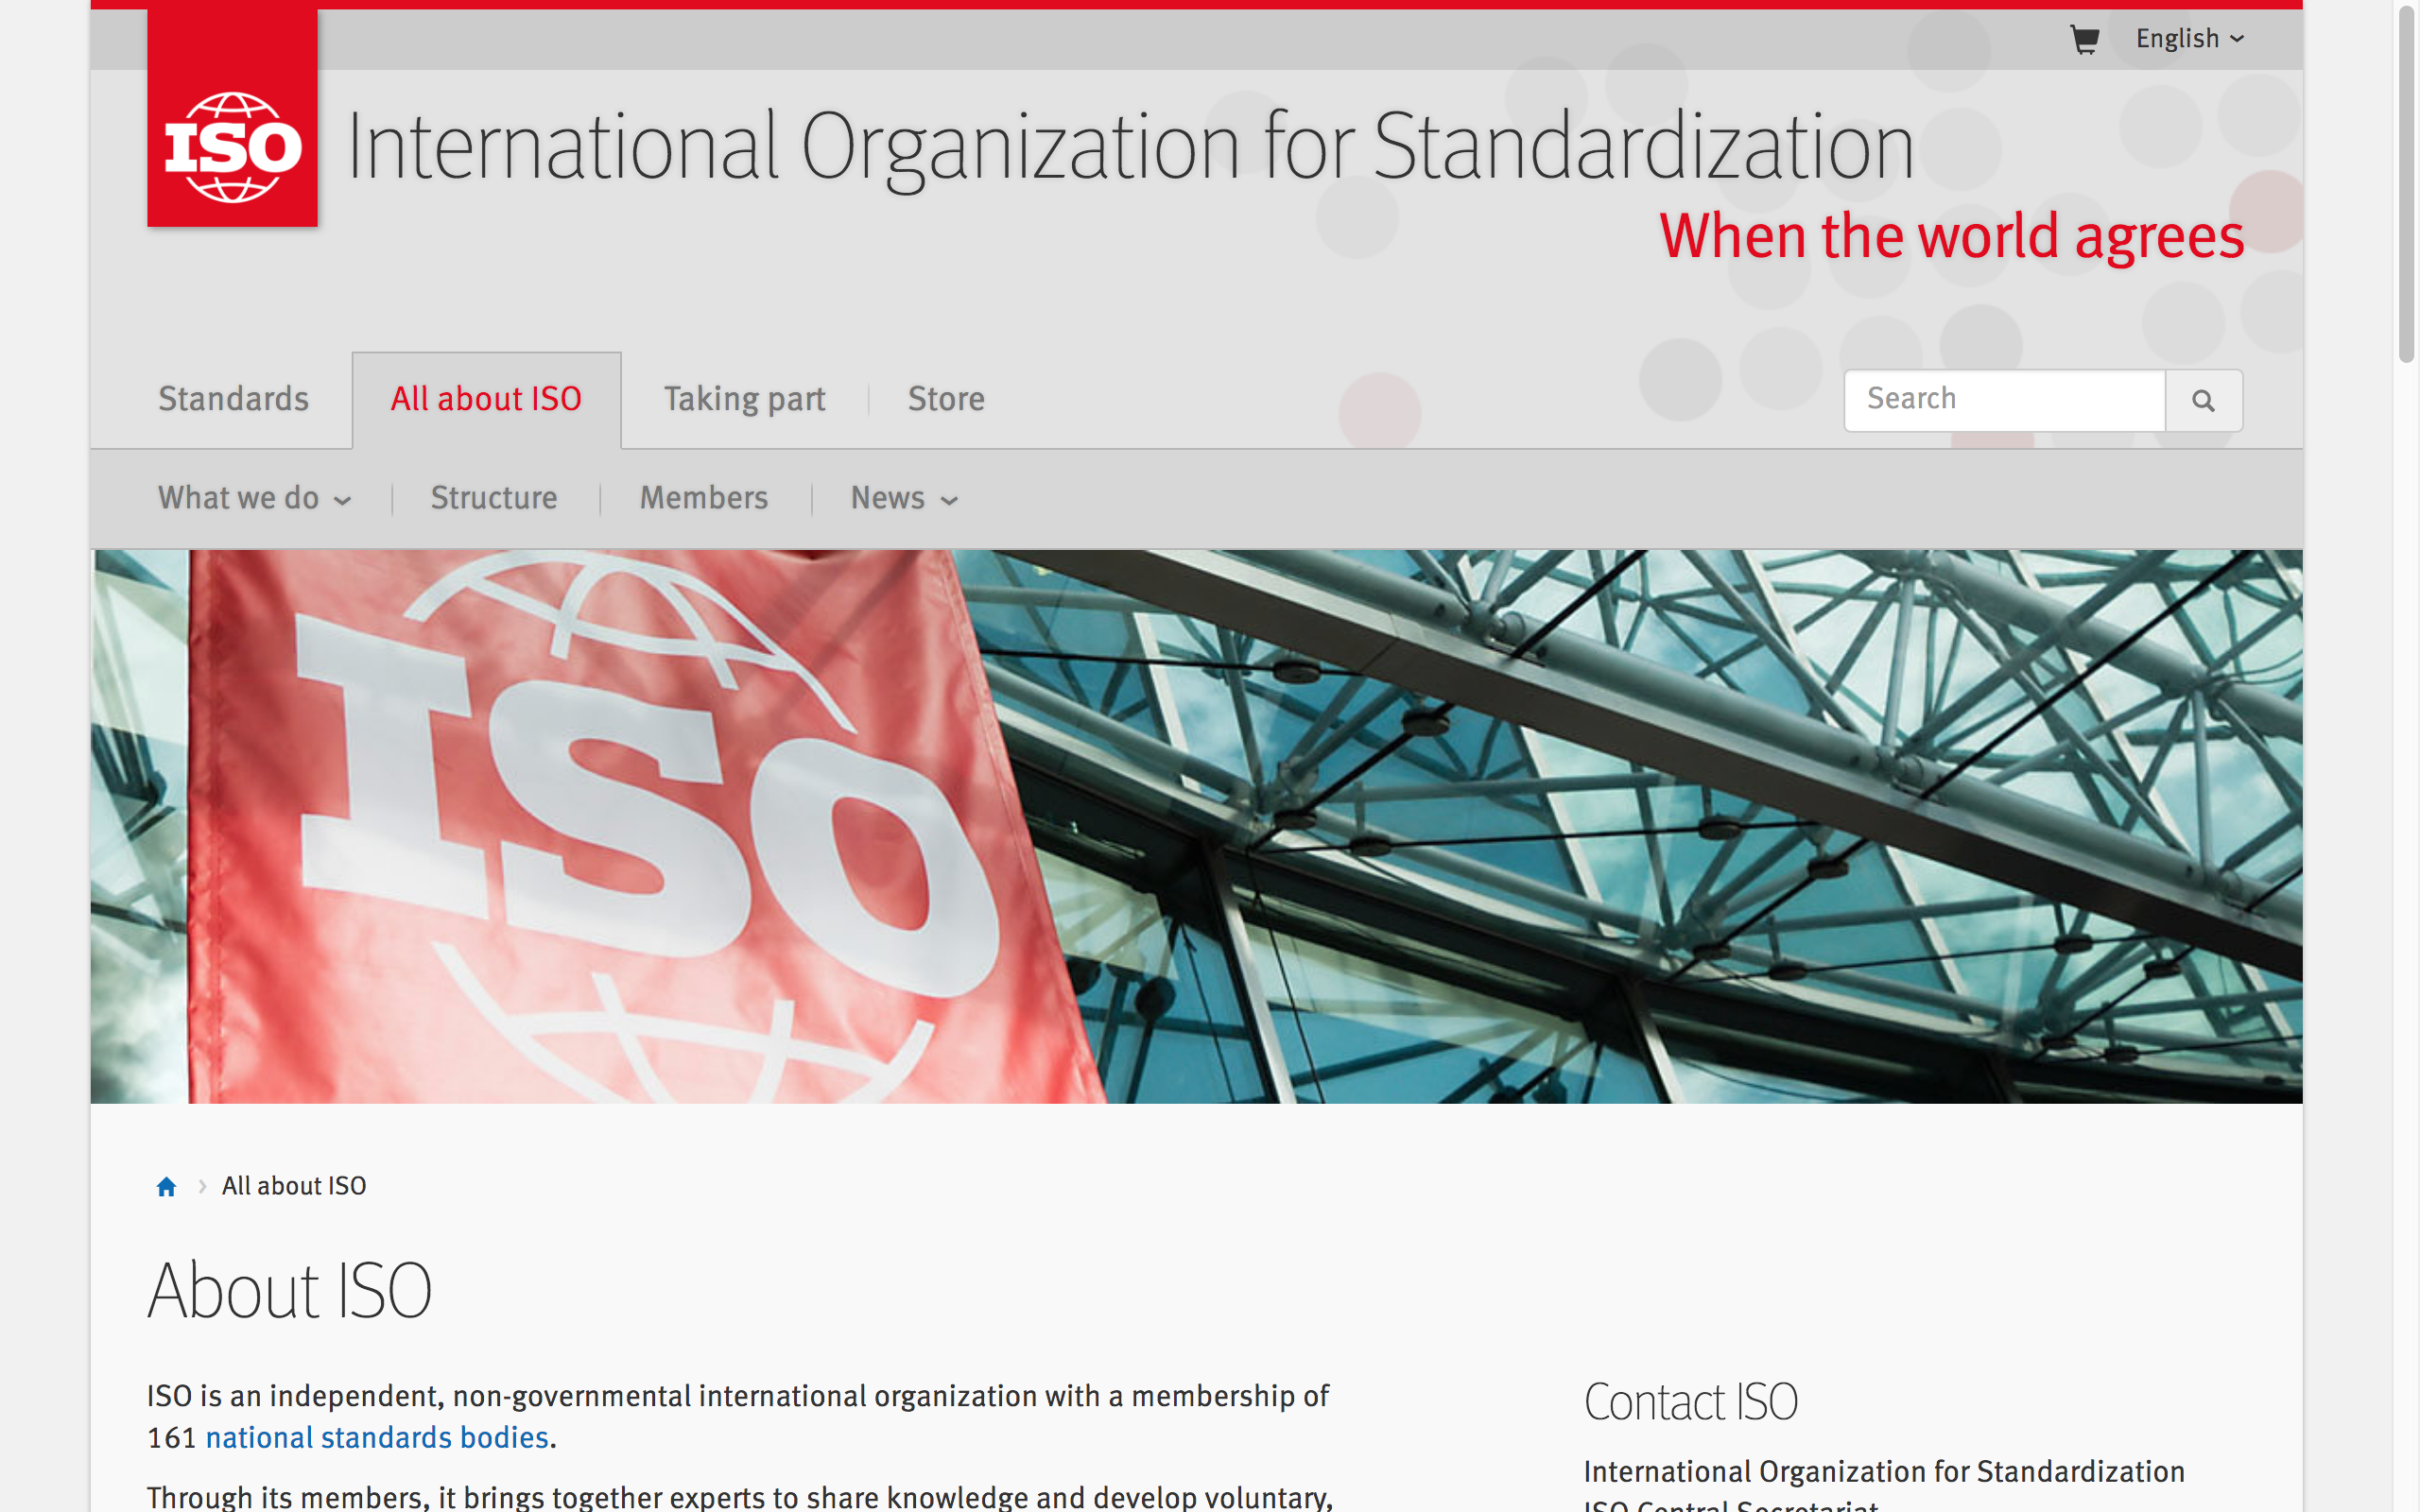 English
ISO
International Organization for Standardization
When the world agrees
Standards
All about ISO
Taking part
Store
Search
What we do
Structure
Members
News
ISO
All about ISO
About ISO
ISO is an independent, non-governmental international organization with a membership of
161 national standards bodies.
Through its members, it brings together experts to share knowledge and develop voluntary,
Contact ISO
International Organization for Standardization
ISO Central Secretariat